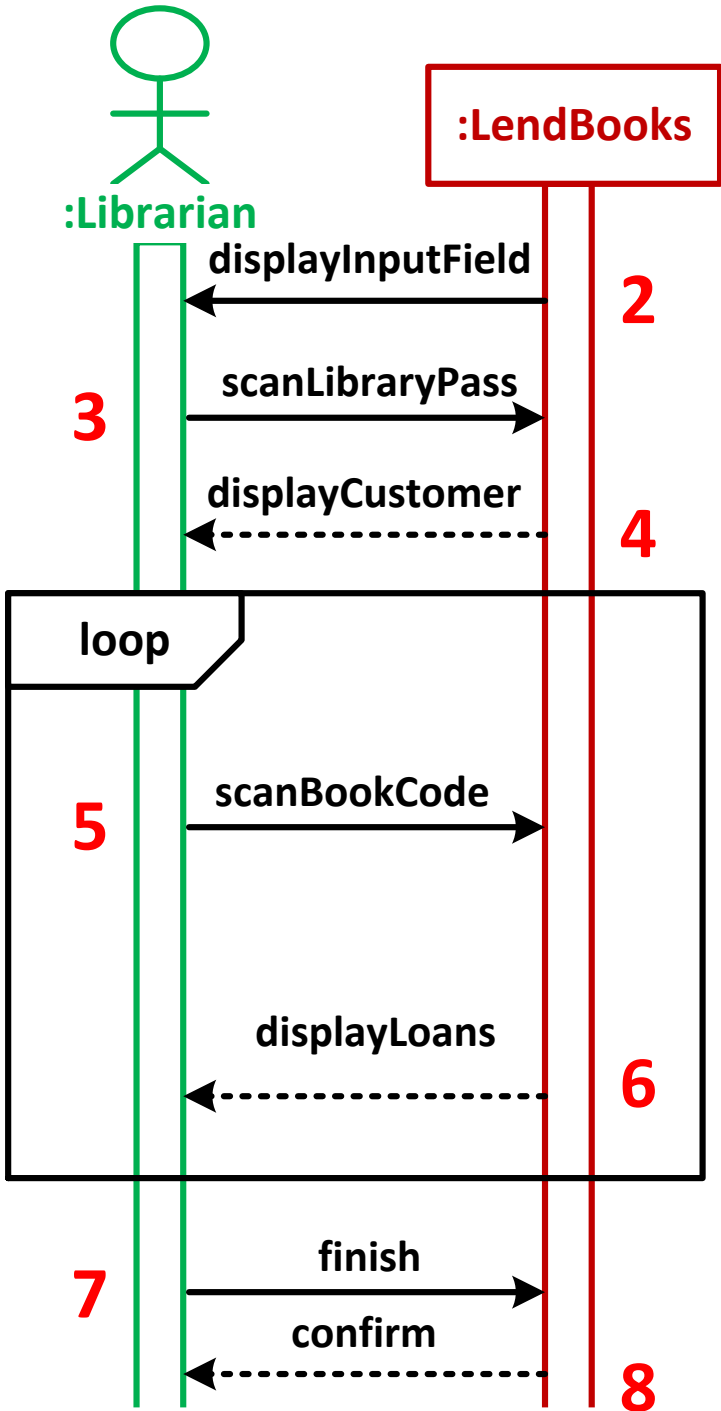 :LendBooks
:Librarian
displayInputField
2
scanLibraryPass
3
displayCustomer
4
loop
scanBookCode
5
displayLoans
6
finish
7
confirm
8